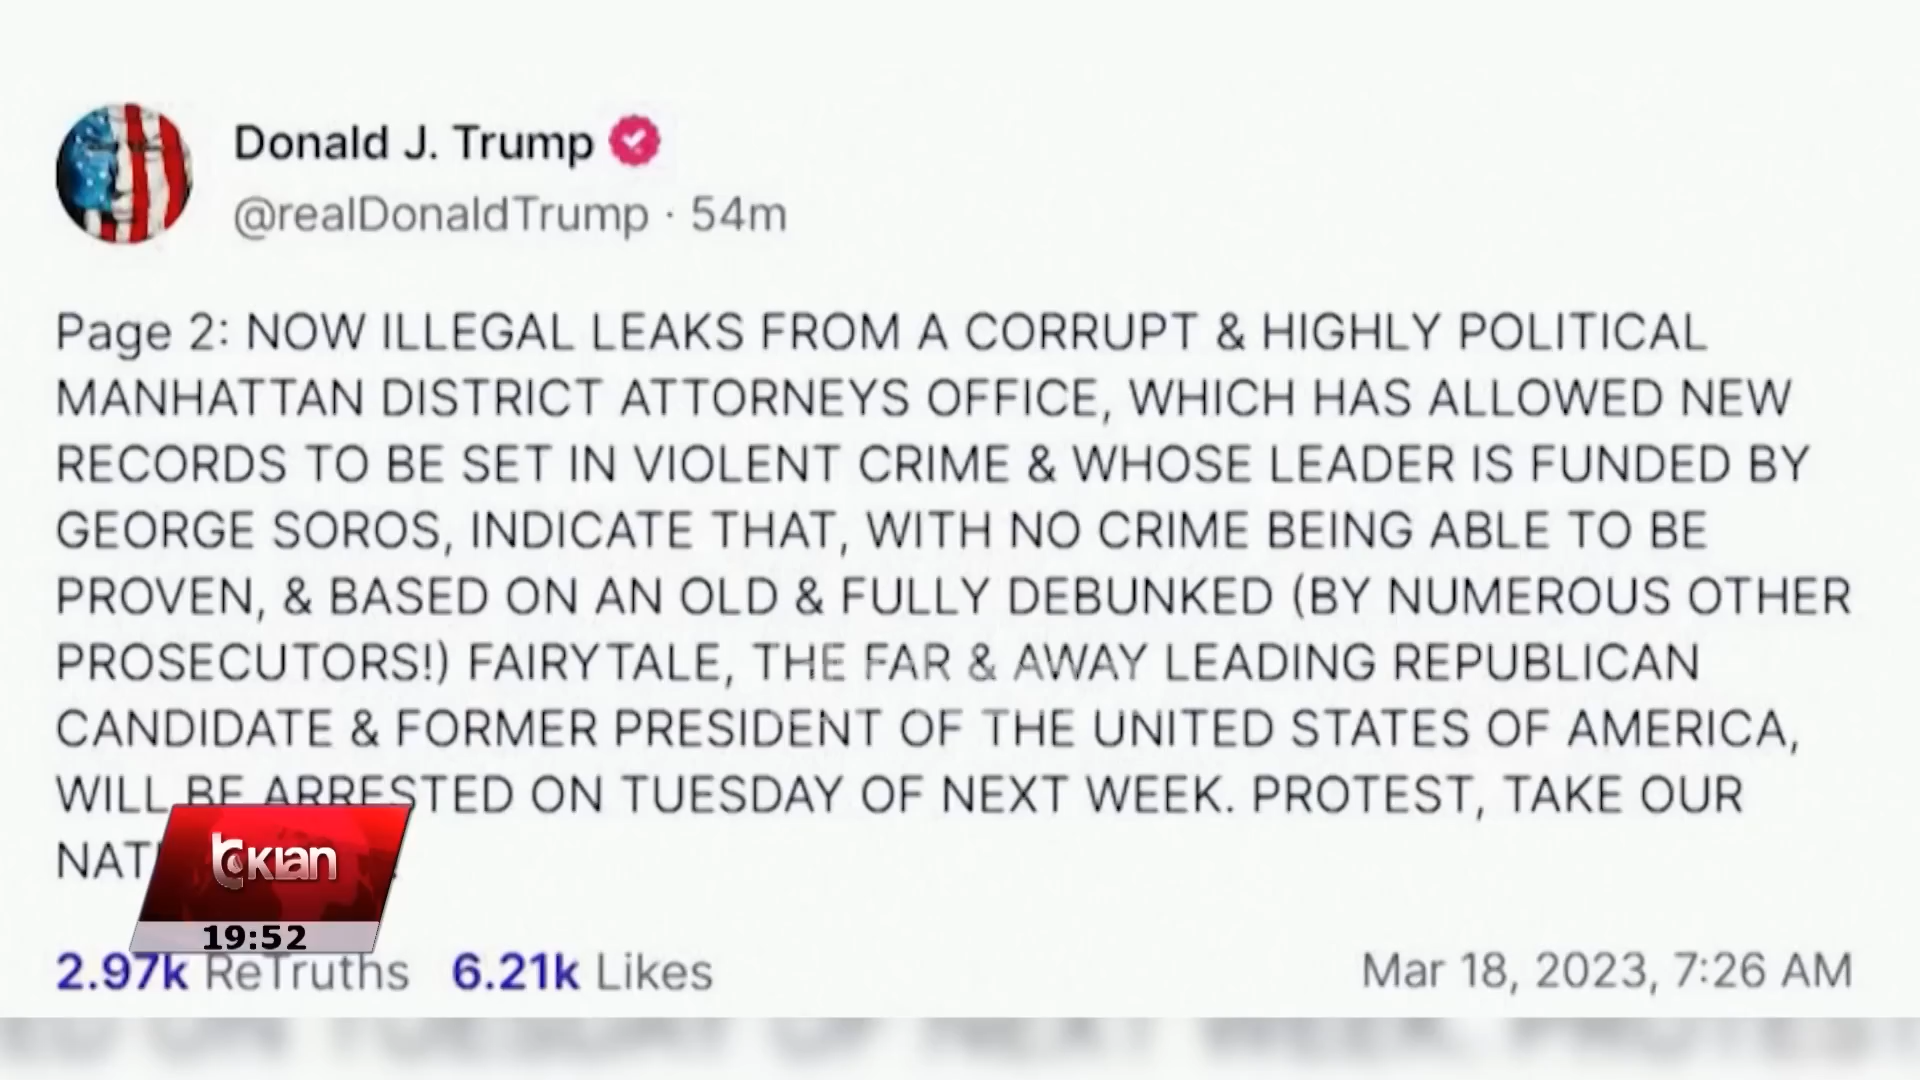 Donald J. Trump
@realDonaldTrump · 54m
Page 2: NOW ILLEGAL LEAKS FROM A CORRUPT & HIGHLY POLITICAL
MANHATTAN DISTRICT ATTORNEYS OFFICE, WHICH HAS ALLOWED NEW
RECORDS TO BE SET IN VIOLENT CRIME & WHOSE LEADER IS FUNDED BY
GEORGE SOROS, INDICATE THAT, WITH NO CRIME BEING ABLE TO BE
PROVEN, & BASED ON AN OLD & FULLY DEBUNKED (BY NUMEROUS OTHER
PROSECUTORS!) FAIRYTALE, THE FAR & AWAY LEADING REPUBLICAN
CANDIDATE & FORMER PRESIDENT OF THE UNITED STATES OF AMERICA,
WILL BE ARRESTED ON TUESDAY OF NEXT WEEK. PROTEST, TAKE OUR
klan
19:52
2.97k ReTruths 6.21k Likes
Mar 18, 2023, 7:26 AM